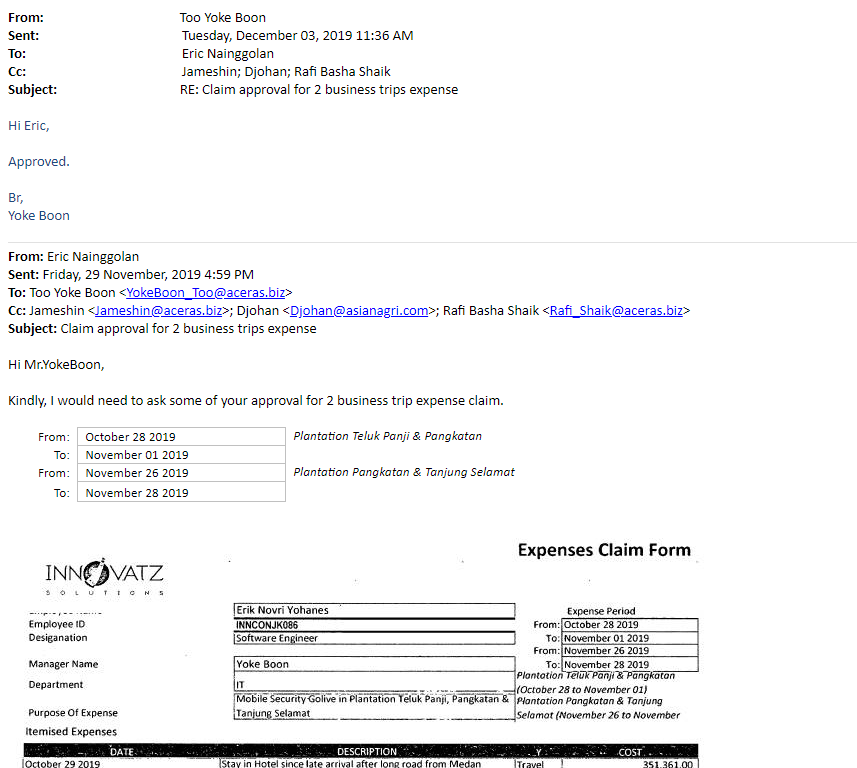 From: Too Yoke Boon
Sent: Tuesday, December 03, 2019 11:36 AM
To: Eric Nainggolan
Cc: Jameshin; Djohan; Rafi Basha Shaik
Subject: RE: Claim approval for 2 business trips expense
Hi Eric,
Approved.
Br,
Yoke Boon
From: Eric Nainggolan
Sent: Friday, 29 November, 2019 4:59 PM
To: Too Yoke Boon <YokeBoon_Too@aceras.biz>
Cc: Jameshin <Jameshin@aceras.biz>; Djohan <Djohan@asianagri.com>; Rafi Basha Shaik <Rafi_Shaik@aceras.biz>
Subject: Claim approval for 2 business trips expense
Hi Mr.YokeBoon,
Kindly, I would need to ask some of your approval for 2 business trip expense claim.
From: October 28 2019 Plantation Teluk Panji & Pangkatan
To: November 01 2019
From: November 26 2019 Plantation Pangkatan & Tanjung Selamat
To: November 28 2019
Expenses Claim Form
INNOVATZ
SOLUTIONS
Erik Novri Yohanes Expense Period
Employee ID INNCONJK086 From: October 28 2019
Desiganation Software Engineer To: November 01 2019
From: November 26 2019
Manager Name Yoke Boon To: November 28 2019
Plantation Teluk Panji & Pangkatan
Department IT (October 28 to November 01)
Mobile Security Golive in Plantation Teluk Panji, Pangkatan & Plantation Pangkatan & Tanjung
Purpose Of Expense Tanjung Selamat Selamat (November 26 to November
Itemised Expenses
DATE DESCRIPTION Y COST
October 29 2019 Stay in Hotel since late arrival after long road from Medan Travel 351,361.00